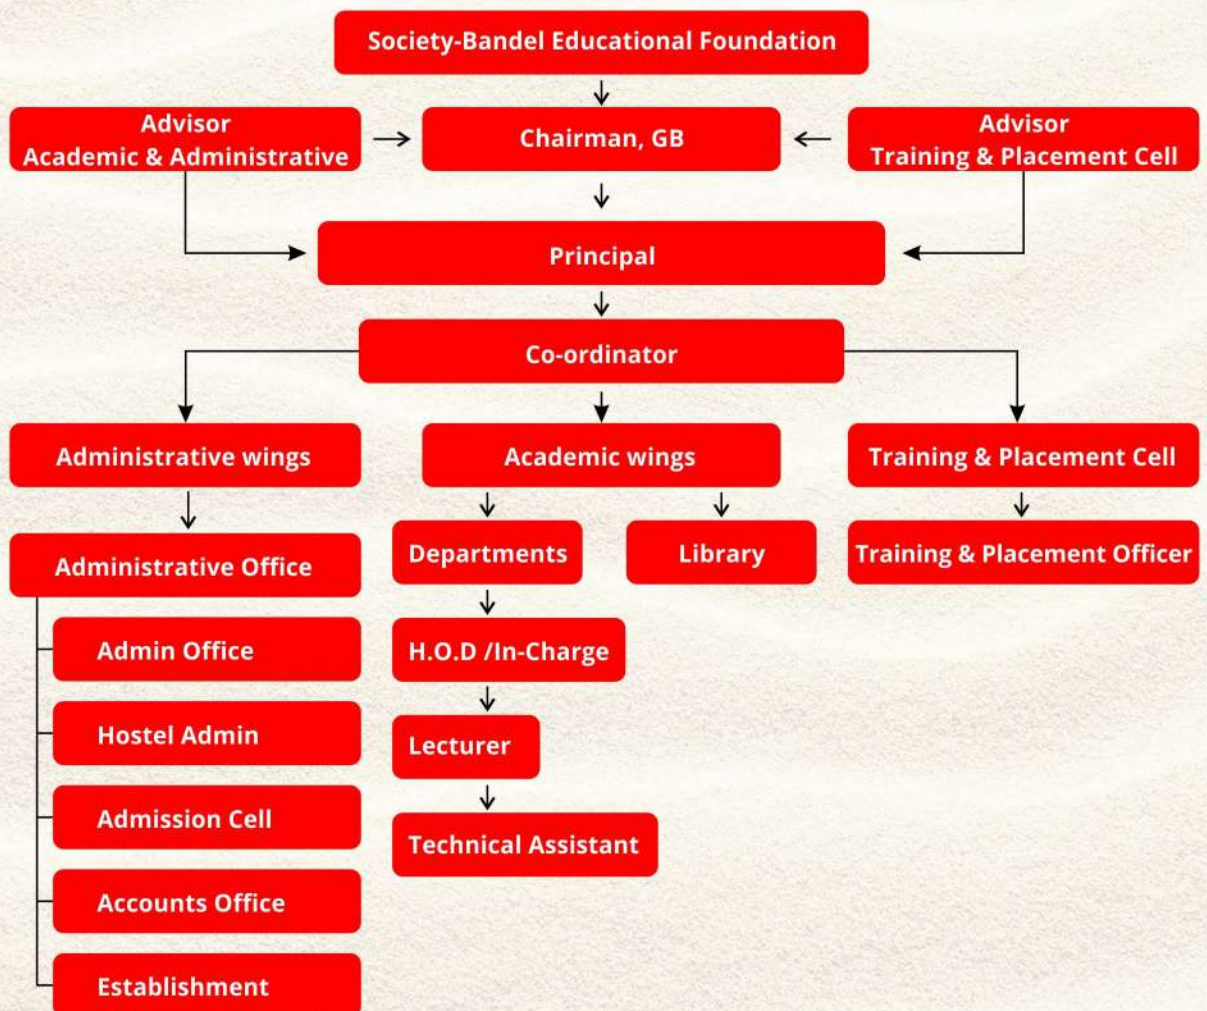 Society-Bandel Educational Foundation
Advisor
Academic & Administrative
Chairman, GB
Advisor
Training & Placement Cell
Principal
Co-ordinator
Administrative wings
Academic wings
Training & Placement Cell
Administrative Office
Departments
Library
Training & Placement Officer
Admin Office
H.O.D /In-Charge
Hostel Admin
Lecturer
Admission Cell
Technical Assistant
Accounts Office
Establishment